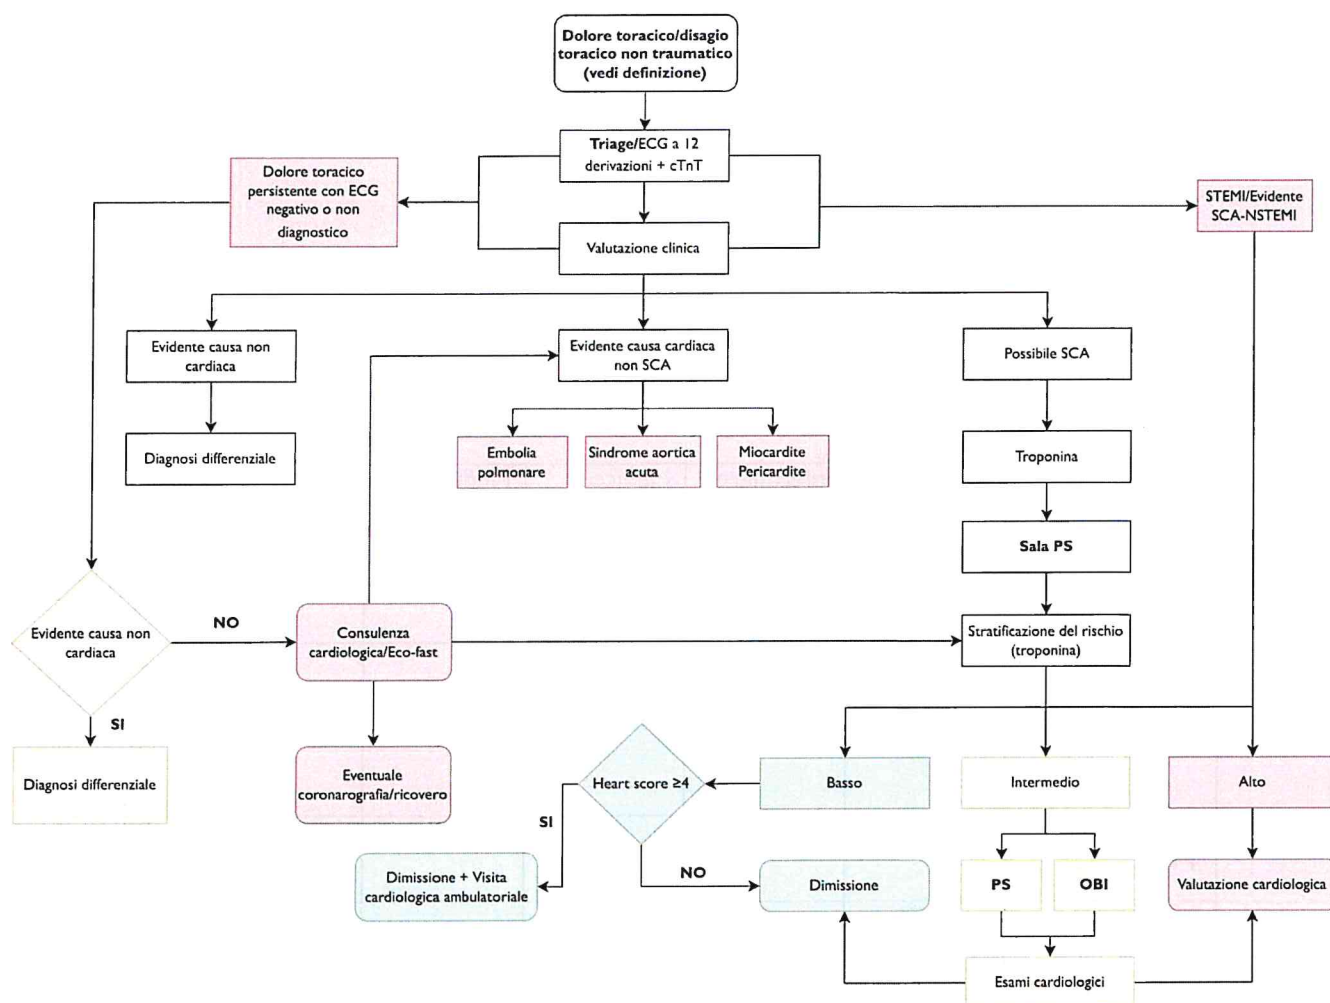 Dolore toracico/disagio
toracico non traumatico
(vedi definizione)
Triage/ECG a 12
derivazioni + cTnT
Dolore toracico
persistente con ECG
negativo o non
diagnostico
STEMI/Evidente
SCA-NSTEMI
Valutazione clinica
Evidente causa non
cardiaca
Evidente causa cardiaca
non SCA
Possibile SCA
Diagnosi differenziale
Embolia
polmonare
Sindrome aortica
acuta
Miocardite
Pericardite
Troponina
Sala PS
Evidente causa non
cardiaca
NO
Consulenza
cardiologica/Eco-fast
Stratificazione del rischio
(troponina)
SI
Diagnosi differenziale
Eventuale
coronarografia/ricovero
Heart score ≥4
Basso
Intermedio
Alto
SI
NO
Dimissione + Visita
cardiologica ambulatoriale
Dimissione
PS
OBI
Valutazione cardiologica
Esami cardiologici